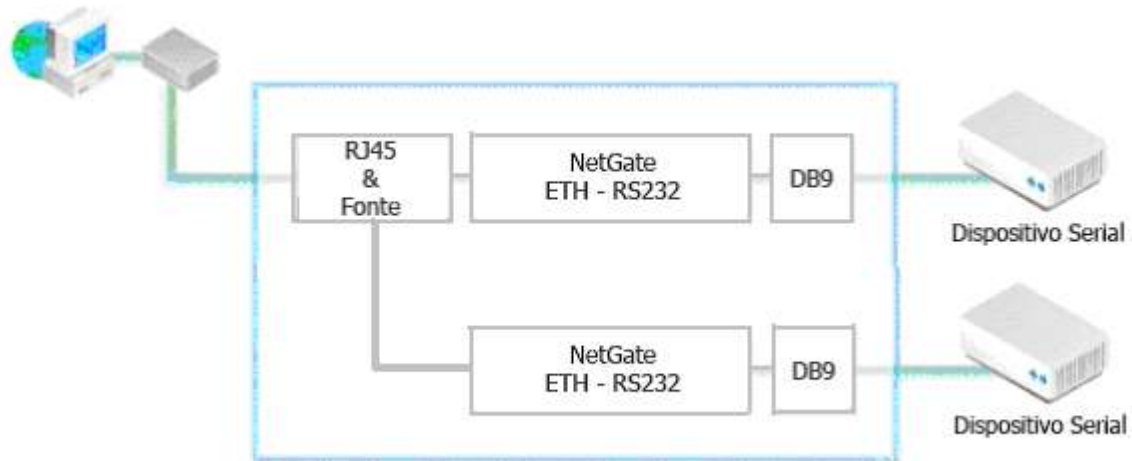 RJ45
&
Fonte
NetGate
ETH - RS232
DB9
Dispositivo Serial
NetGate
ETH - RS232
DB9
Dispositivo Serial